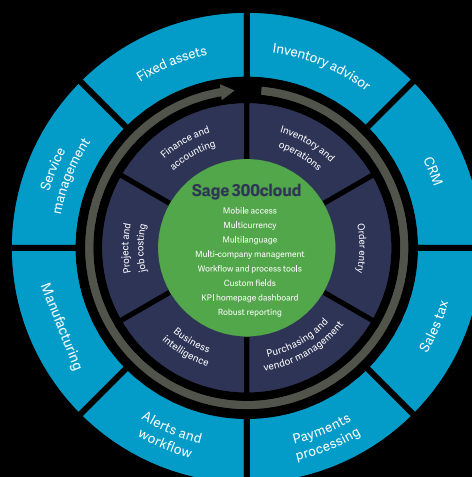 Fixed assets
Inventory advisor
CRM
Sales tax
Payments
processing
Alerts and
workflow
Manufacturing
Service
management
Finance and
accounting
Inventory and
operations
Order entry
Purchasing and
vendor management
Business
intelligence
Project and
job costing
Sage 300cloud
Mobile access
Multicurrency
Multilanguage
Multi-company management
Workflow and process tools
Custom fields
KPI homepage dashboard
Robust reporting